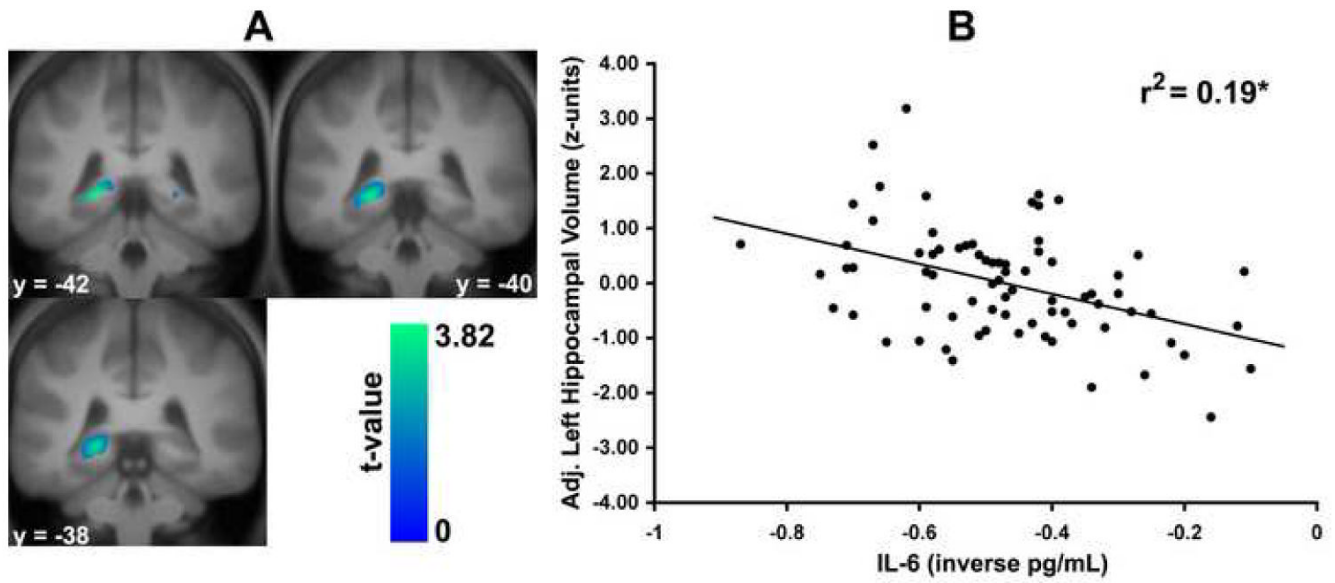 A
y = -42
y = -40
y = -38
t-value
3.82
0
B
r² = 0.19*
Adj. Left Hippocampal Volume (z-units)
4.00
3.00
2.00
1.00
0.00
-1.00
-2.00
-3.00
-4.00
-1
-0.8
-0.6
-0.4
-0.2
0
IL-6 (inverse pg/mL)